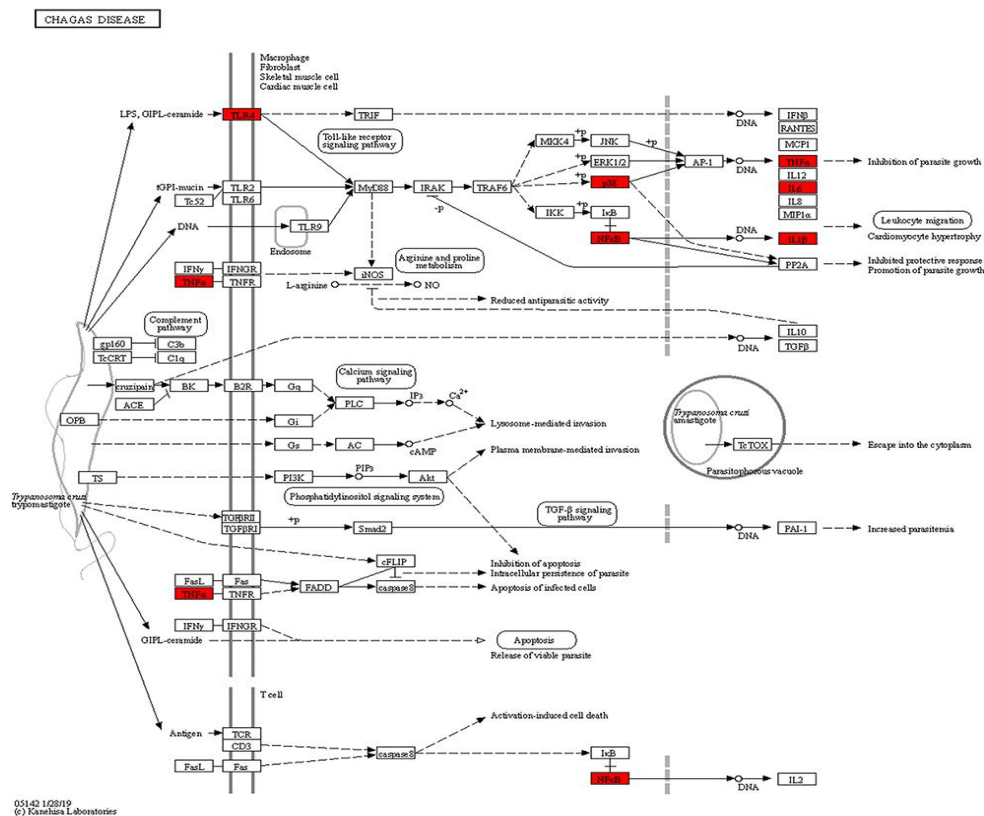 CHAGAS DISEASE
Macrophage
Fibroblast
Skeletal muscle cell
Cardiac muscle cell
LPS, GIPL-ceramide
TLR4
TRIF
DNA
IFNβ
RANTES
Toll-like receptor
signaling pathway
MKK4
+p
JNK
+p
MCP1
+p
ERK1/2
AP-1
DNA
TNFα
Inhibition of parasite growth
IL12
tGPI-mucin
TLR2
MyD88
IRAK
TRAF6
+p
p38
IL6
Tc52
TLR6
-p
IL8
IKK
+p
IκB
MIP1α
Leukocyte migration
DNA
TLR9
NFκB
DNA
IL1β
Cardiomyocyte hypertrophy
Endosome
Arginine and proline
metabolism
PP2A
Inhibited protective response
Promotion of parasite growth
IFNγ
IFNGR
iNOS
TNFα
TNFR
L-arginine
NO
Reduced antiparasitic activity
Complement
pathway
IL10
gp160
C3b
DNA
TGFβ
TcCRT
C1q
Calcium signaling
pathway
cruzipain
BK
B2R
Gq
IP3
Ca2+
ACE
PLC
Trypanosoma cruzi
amastigote
OPB
Gi
Lysosome-mediated invasion
Gs
AC
cAMP
TcTOX
Escape into the cytoplasm
Plasma membrane-mediated invasion
Parasitophorous vacuole
TS
PI3K
PIP3
Akt
Phosphatidylinositol signaling system
Trypanosoma cruzi
trypomastigote
TGF-β signaling
pathway
TGFβRII
TGFβRI
+p
Smad2
DNA
PAI-1
Increased parasitemia
cFLIP
Inhibition of apoptosis
Intracellular persistence of parasite
FasL
Fas
FADD
caspase8
Apoptosis of infected cells
TNFα
TNFR
IFNγ
IFNGR
GIPL-ceramide
Apoptosis
Release of viable parasite
T cell
Activation-induced cell death
Antigen
TCR
CD3
caspase8
IκB
FasL
Fas
NFκB
DNA
IL2
05142 1/28/19
(c) Kanehisa Laboratories